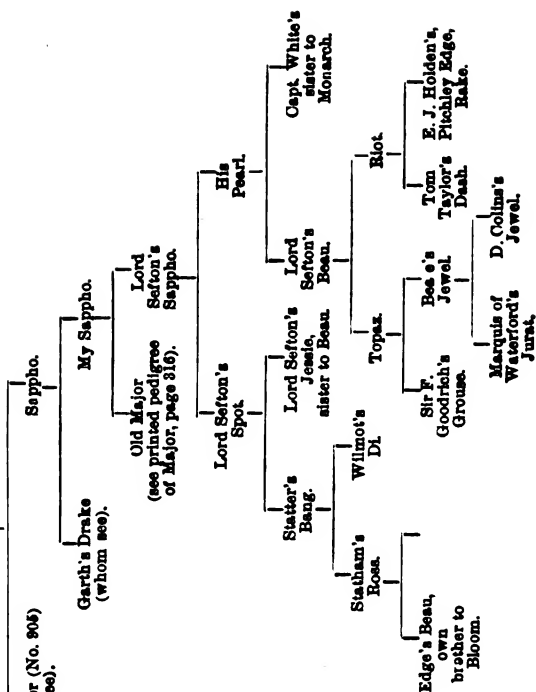 r (No. 905)
ee).
Sappho.
Garth's Drake
(whom see).
My Sappho.
Old Major
(see printed pedigree
of Major, page 316).
Lord
Sefton's
Sappho.
Lord Sefton's
Spot.
His
Pearl.
Statter's
Bang.
Lord Sefton's
Jessie,
sister to Beau.
Lord
Sefton's
Beau.
Capt. White's
sister to
Monarch.
Statham's
Ross.
Wilmot's
Di.
Topaz.
Riot.
Edge's Beau,
own
brother to
Bloom.
Sir F.
Goodrich's
Grouse.
Jewel.
Tom
Taylor's
Dash.
E. J. Holden's,
Pitchley Edge,
Rake.
Marquis of
Waterford's
Jurat.
D. Colins's
Jewel.